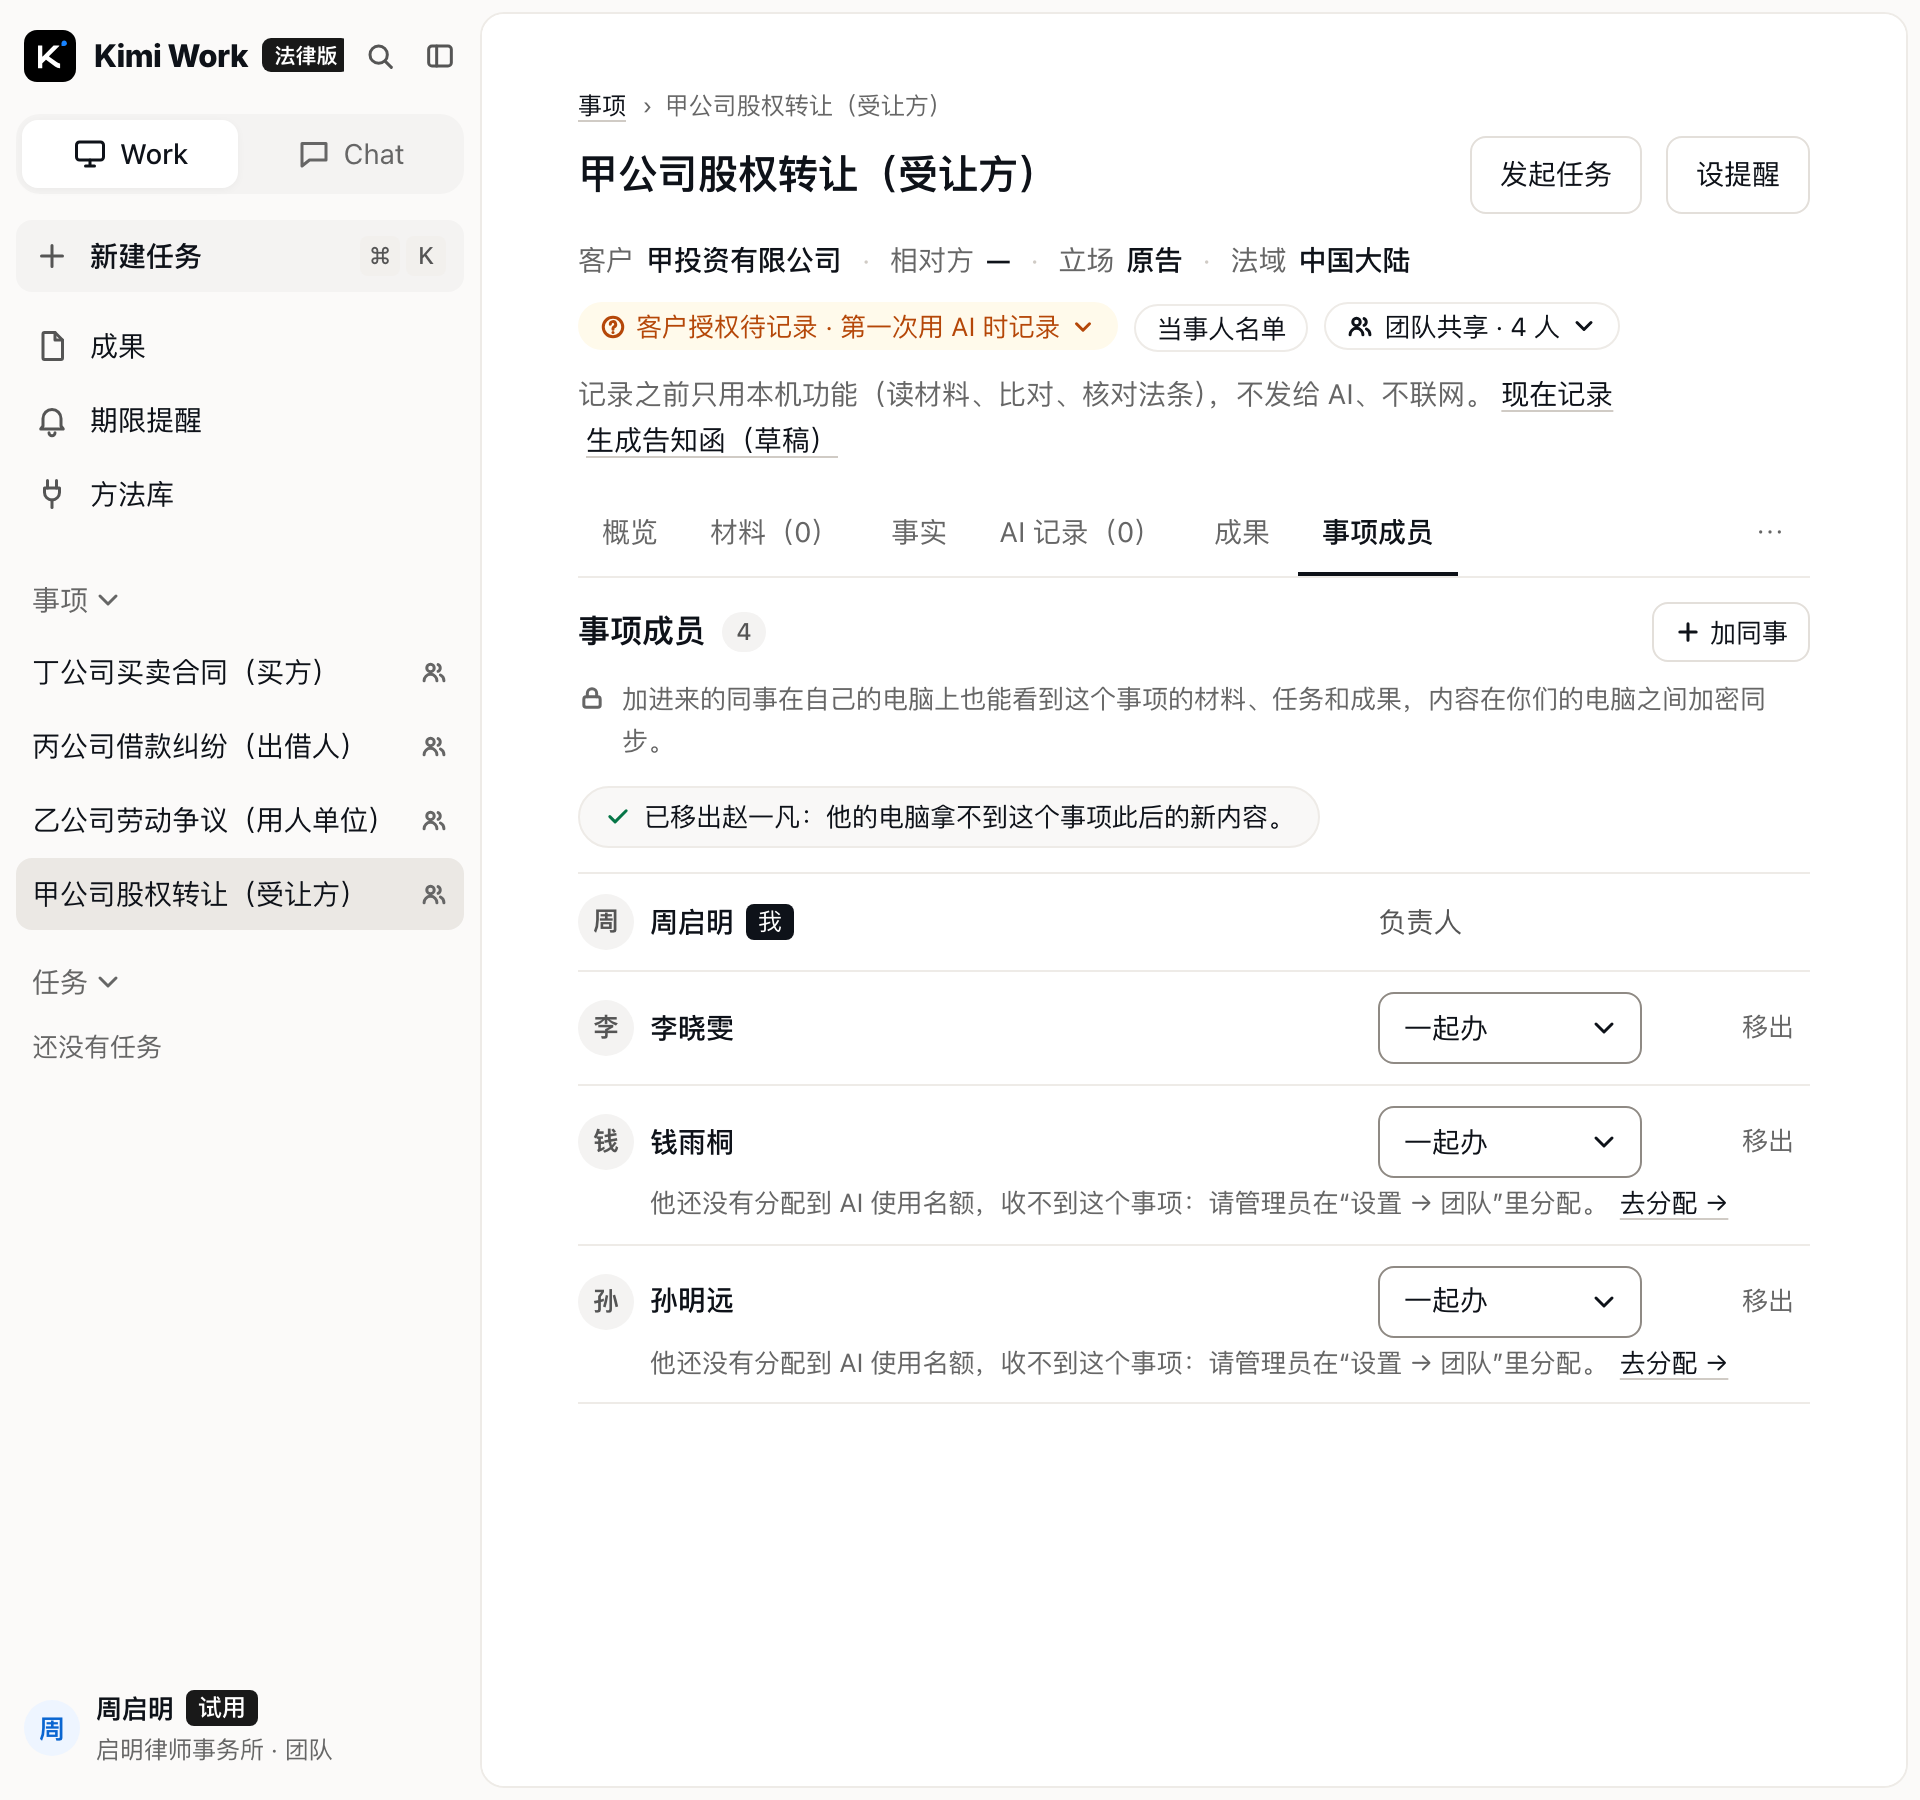 Kimi Work 法律版
Work Chat
新建任务 ⌘ K
成果
期限提醒
方法库
事项
丁公司买卖合同（买方）
丙公司借款纠纷（出借人）
乙公司劳动争议（用人单位）
甲公司股权转让（受让方）
任务
还没有任务
周 周启明 试用
启明律师事务所 · 团队
事项 › 甲公司股权转让（受让方）
甲公司股权转让（受让方） 发起任务 设提醒
客户 甲投资有限公司 · 相对方 — · 立场 原告 · 法域 中国大陆
客户授权待记录 · 第一次用 AI 时记录 当事人名单 团队共享 · 4 人
记录之前只用本机功能（读材料、比对、核对法条），不发给 AI、不联网。 现在记录
生成告知函（草稿）
概览 材料（0） 事实 AI 记录（0） 成果 事项成员 ···
事项成员 4 + 加同事
加进来的同事在自己的电脑上也能看到这个事项的材料、任务和成果，内容在你们的电脑之间加密同
步。
已移出赵一凡：他的电脑拿不到这个事项此后的新内容。
周 周启明 我 负责人
李 李晓雯 一起办 移出
钱 钱雨桐 一起办 移出
他还没有分配到 AI 使用名额，收不到这个事项：请管理员在“设置 → 团队”里分配。 去分配 →
孙 孙明远 一起办 移出
他还没有分配到 AI 使用名额，收不到这个事项：请管理员在“设置 → 团队”里分配。 去分配 →